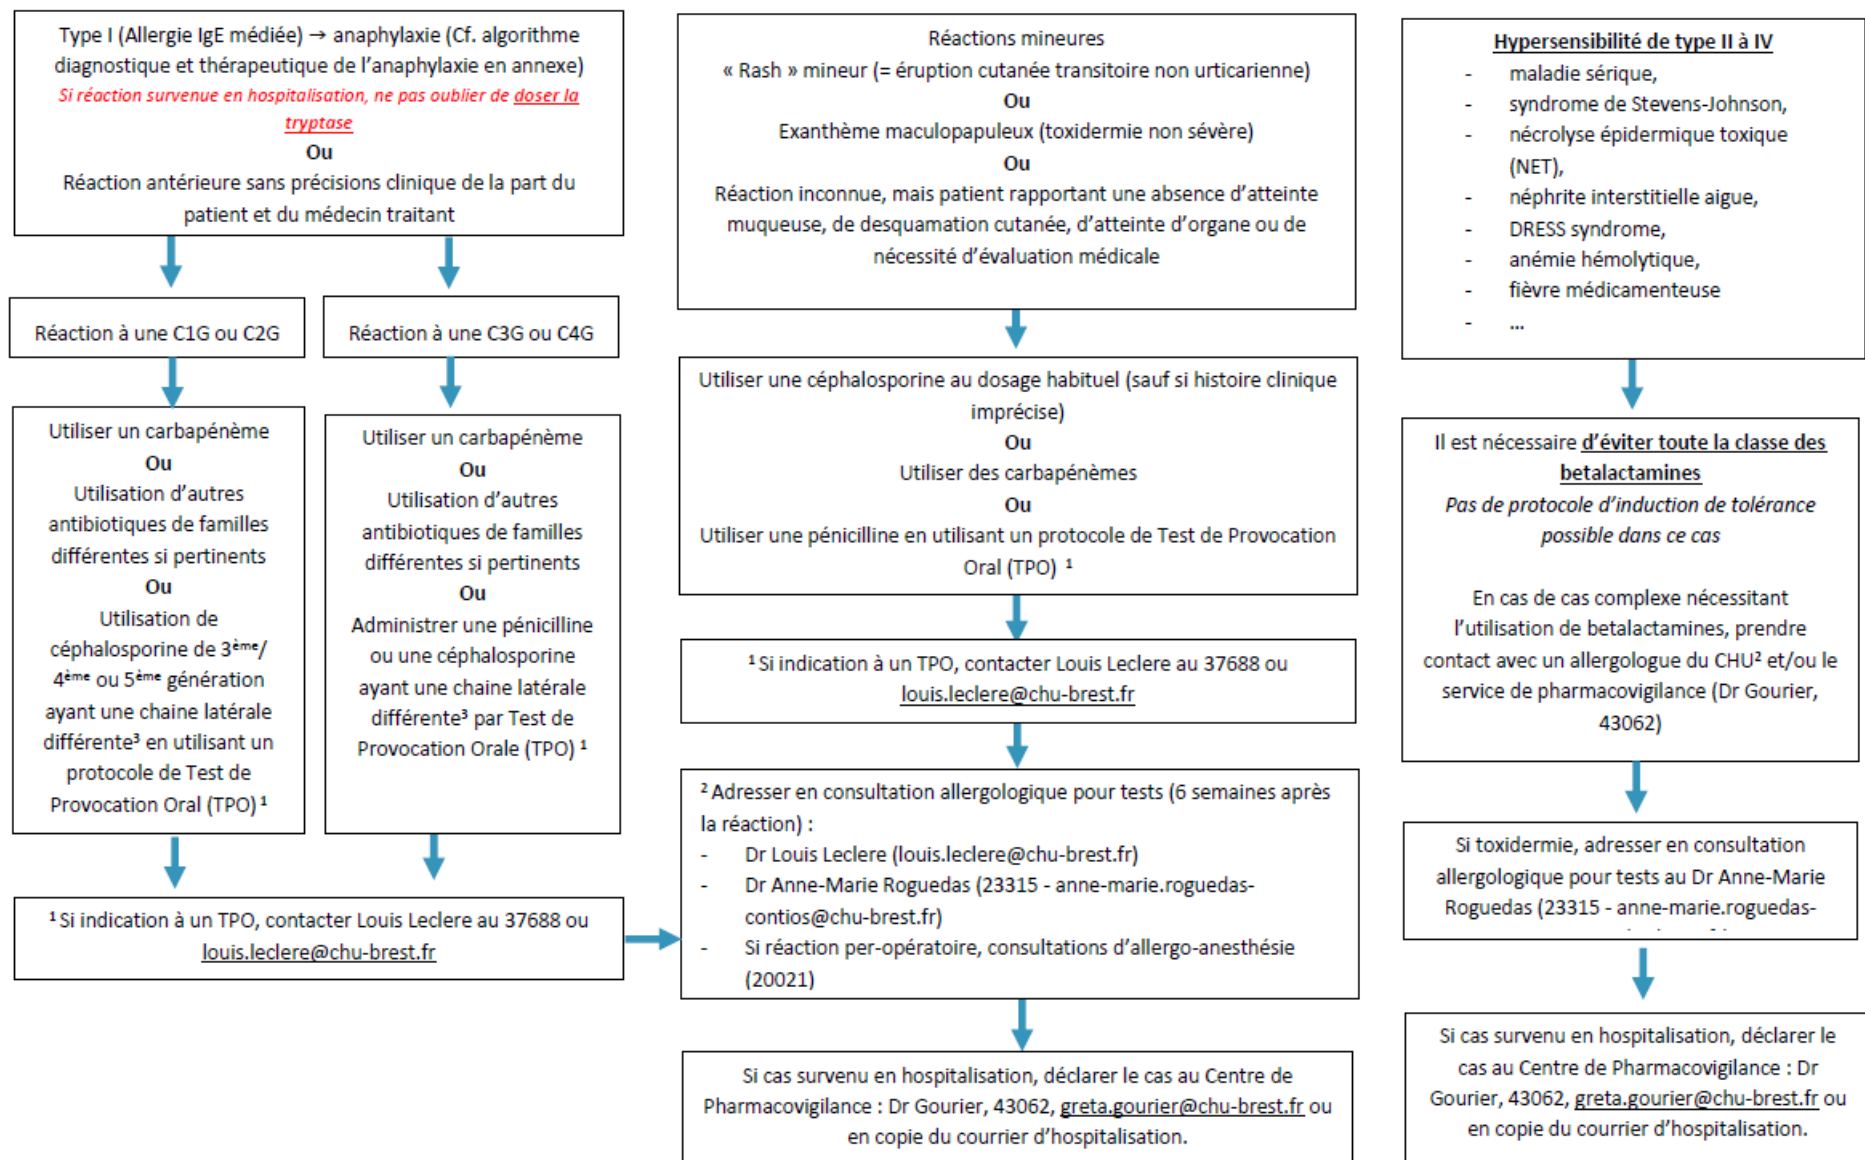 Type I (Allergie IgE médiée) → anaphylaxie (Cf. algorithme
diagnostique et thérapeutique de l'anaphylaxie en annexe)
Si réaction survenue en hospitalisation, ne pas oublier de doser la
tryptase
Ou
Réaction antérieure sans précisions clinique de la part du
patient et du médecin traitant
Réaction à une C1G ou C2G
Réaction à une C3G ou C4G
Utiliser un carbapénème
Ou
Utilisation d'autres
antibiotiques de familles
différentes si pertinents
Ou
Utilisation de
céphalosporine de 3ème/
4ème ou 5ème génération
ayant une chaine latérale
différente³ en utilisant un
protocole de Test de
Provocation Oral (TPO) ¹
Utiliser un carbapénème
Ou
Utilisation d'autres
antibiotiques de familles
différentes si pertinents
Ou
Administrer une pénicilline
ou une céphalosporine
ayant une chaine latérale
différente³ par Test de
Provocation Orale (TPO) ¹
¹ Si indication à un TPO, contacter Louis Leclere au 37688 ou
louis.leclere@chu-brest.fr
Réactions mineures
« Rash » mineur (= éruption cutanée transitoire non urticarienne)
Ou
Exanthème maculopapuleux (toxidermie non sévère)
Ou
Réaction inconnue, mais patient rapportant une absence d'atteinte
muqueuse, de desquamation cutanée, d'atteinte d'organe ou de
nécessité d'évaluation médicale
Utiliser une céphalosporine au dosage habituel (sauf si histoire clinique
imprécise)
Ou
Utiliser des carbapénèmes
Ou
Utiliser une pénicilline en utilisant un protocole de Test de Provocation
Oral (TPO) ¹
¹ Si indication à un TPO, contacter Louis Leclere au 37688 ou
louis.leclere@chu-brest.fr
² Adresser en consultation allergologique pour tests (6 semaines après
la réaction) :
- Dr Louis Leclere (louis.leclere@chu-brest.fr)
- Dr Anne-Marie Roguedas (23315 - anne-marie.roguedas-
contios@chu-brest.fr)
- Si réaction per-opératoire, consultations d'allergo-anesthésie
(20021)
Si cas survenu en hospitalisation, déclarer le cas au Centre de
Pharmacovigilance : Dr Gourier, 43062, greta.gourier@chu-brest.fr ou
en copie du courrier d'hospitalisation.
Hypersensibilité de type II à IV
- maladie sérique,
- syndrome de Stevens-Johnson,
- nécrolyse épidermique toxique
(NET),
- néphrite interstitielle aigue,
- DRESS syndrome,
- anémie hémolytique,
- fièvre médicamenteuse
- ...
Il est nécessaire d'éviter toute la classe des
betalactamines
Pas de protocole d'induction de tolérance
possible dans ce cas
En cas de cas complexe nécessitant
l'utilisation de betalactamines, prendre
contact avec un allergologue du CHU² et/ou le
service de pharmacovigilance (Dr Gourier,
43062)
Si toxidermie, adresser en consultation
allergologique pour tests au Dr Anne-Marie
Roguedas (23315 - anne-marie.roguedas-
Si cas survenu en hospitalisation, déclarer le
cas au Centre de Pharmacovigilance : Dr
Gourier, 43062, greta.gourier@chu-brest.fr ou
en copie du courrier d'hospitalisation.